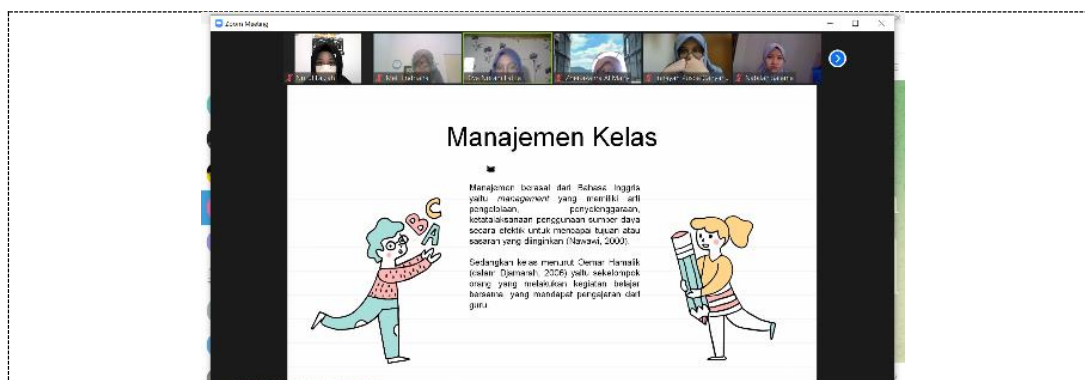 Zoom Meeting
Manajemen Kelas
Manajemen berasal dari Bahasa Inggris
yaitu management yang memiliki arti
pengelolaan, penyelenggaraan,
ketatalaksanaan penggunaan sumber daya
secara efektik untuk mencapai tujuan atau
sasaran yang diinginkan (Nawawi, 2000).
Sedangkan kelas menurut Oemar Hamalik
(dalam Djamarah, 2006) yaitu sekelompok
orang yang melakukan kegiatan belajar
bersama, yang mendapat pengajaran dari
guru
B C
A